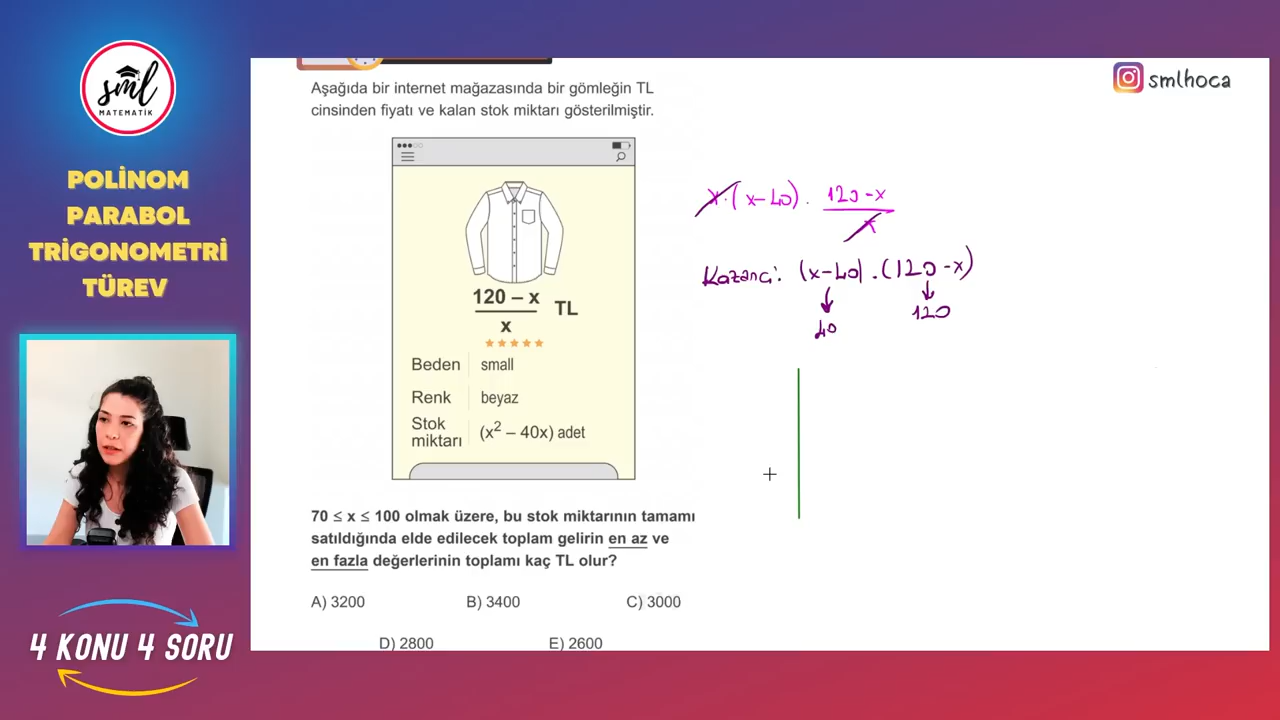 sml
MATEMATİK
POLİNOM
PARABOL
TRİGONOMETRİ
TÜREV
4 KONU 4 SORU
smlhoca
Aşağıda bir internet mağazasında bir gömleğin TL
cinsinden fiyatı ve kalan stok miktarı gösterilmiştir.
120 – x
x
TL
Beden small
Renk beyaz
Stok
miktarı (x² – 40x) adet
70 ≤ x ≤ 100 olmak üzere, bu stok miktarının tamamı
satıldığında elde edilecek toplam gelirin en az ve
en fazla değerlerinin toplamı kaç TL olur?
A) 3200 B) 3400 C) 3000
D) 2800 E) 2600
x·(x-40)· 120-x
x
Kazancı: (x-40).(120-x)
40 120